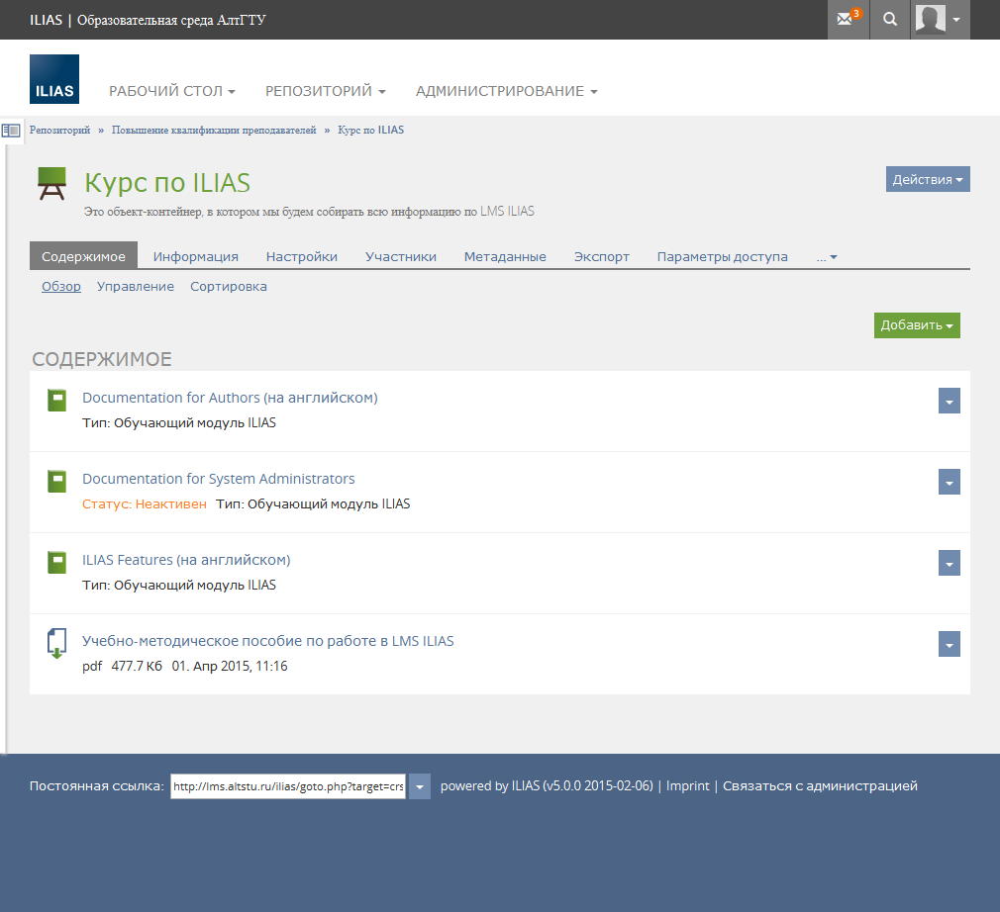 ILIAS | Образовательная среда АлтГТУ
3
ILIAS
РАБОЧИЙ СТОЛ РЕПОЗИТОРИЙ АДМИНИСТРИРОВАНИЕ
Репозиторий » Повышение квалификации преподавателей » Курс по ILIAS
Курс по ILIAS
Действия
Это объект-контейнер, в котором мы будем собирать всю информацию по LMS ILIAS
Содержимое Информация Настройки Участники Метаданные Экспорт Параметры доступа ...
Обзор Управление Сортировка
Добавить
СОДЕРЖИМОЕ
Documentation for Authors (на английском)
Тип: Обучающий модуль ILIAS
Documentation for System Administrators
Статус: Неактивен Тип: Обучающий модуль ILIAS
ILIAS Features (на английском)
Тип: Обучающий модуль ILIAS
Учебно-методическое пособие по работе в LMS ILIAS
pdf 477.7 Кб 01. Апр 2015, 11:16
Постоянная ссылка: http://lms.altstu.ru/ilias/goto.php?target=crs powered by ILIAS (v5.0.0 2015-02-06) | Imprint | Связаться с администрацией